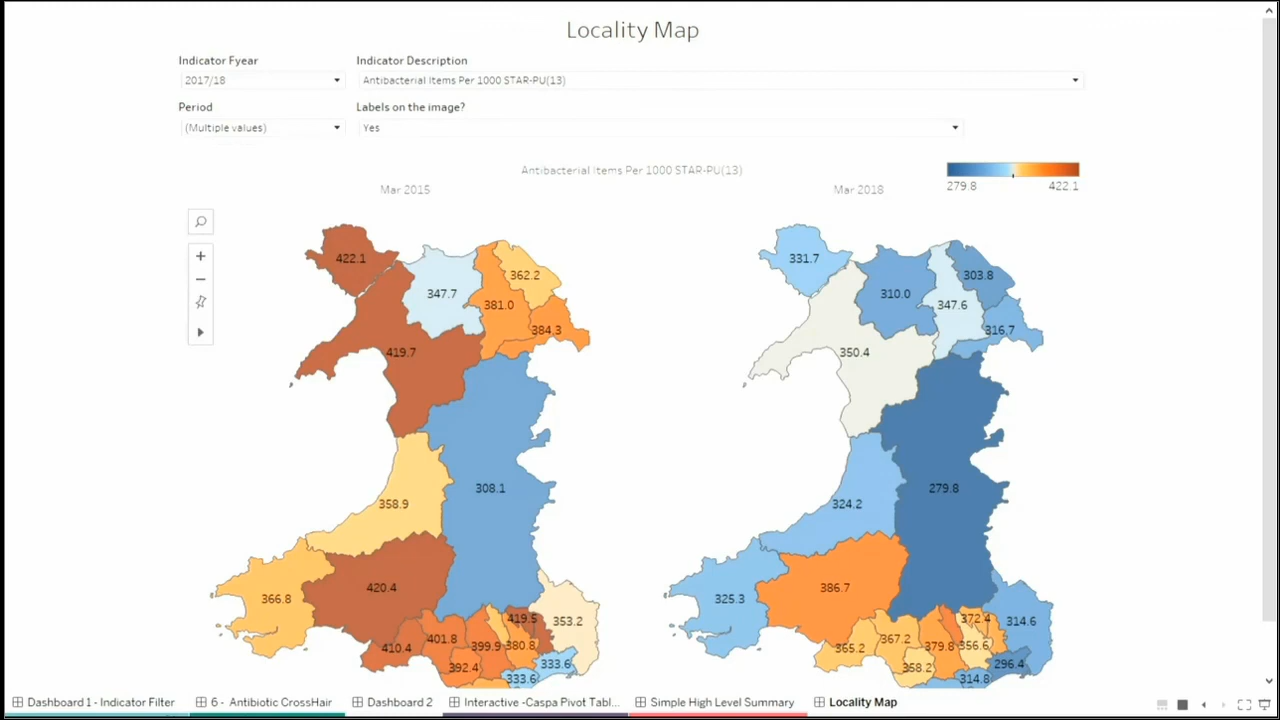 Locality Map
Indicator Fyear
Indicator Description
2017/18
Antibacterial Items Per 1000 STAR-PU(13)
Period
Labels on the image?
(Multiple values)
Yes
Antibacterial Items Per 1000 STAR-PU(13)
279.8
422.1
Mar 2015
Mar 2018
422.1
347.7
381.0
362.2
384.3
419.7
308.1
358.9
366.8
420.4
353.2
410.4
401.8
399.9
419.5
380.8
392.4
333.6
333.6
331.7
310.0
347.6
303.8
316.7
350.4
279.8
324.2
325.3
386.7
314.6
365.2
367.2
379.8
372.4
356.6
358.2
296.4
314.8
Dashboard 1 - Indicator Filter
6 - Antibiotic CrossHair
Dashboard 2
Interactive -Caspa Pivot Tabl...
Simple High Level Summary
Locality Map